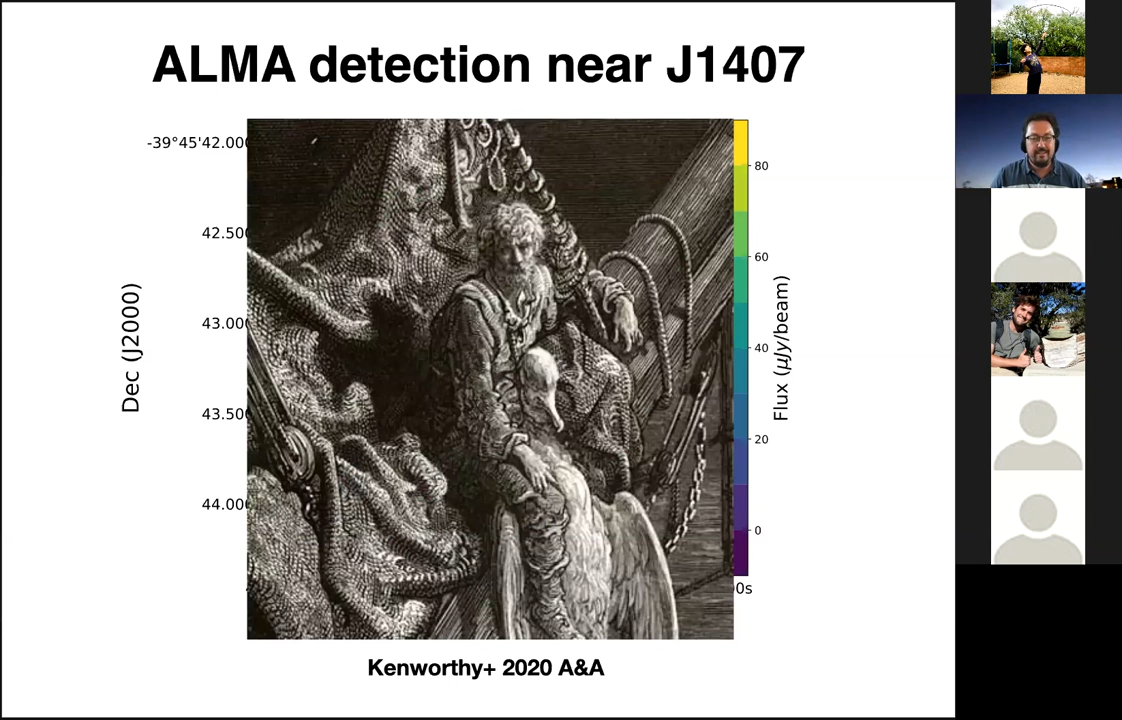 ALMA detection near J1407
-39°45'42.000
42.500
43.000
43.500
44.000
Dec (J2000)
80
60
40
20
0
Flux (μJy/beam)
0s
Kenworthy+ 2020 A&A